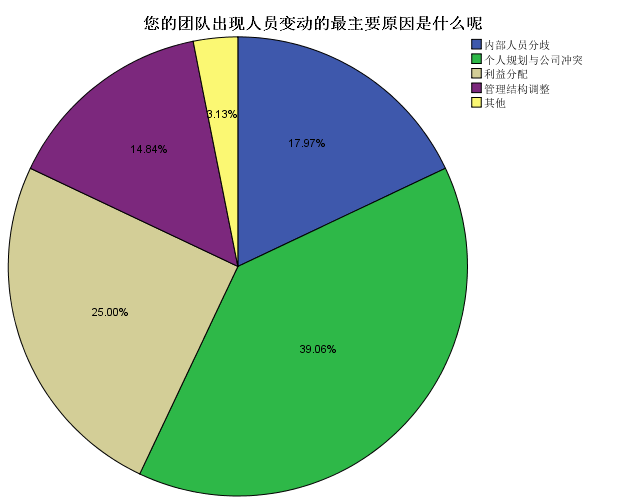 您的团队出现人员变动的最主要原因是什么呢
内部人员分歧
个人规划与公司冲突
利益分配
管理结构调整
其他
3.13%
17.97%
14.84%
25.00%
39.06%